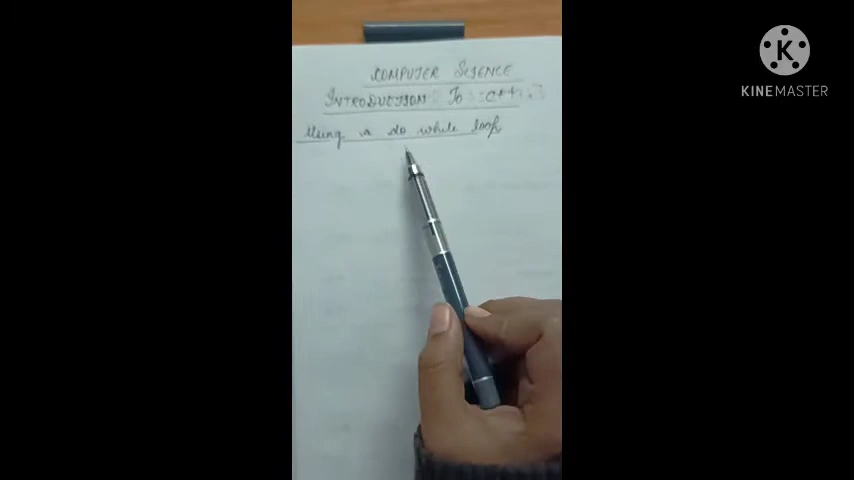 COMPUTER SCIENCE
INTRODUCTION TO C++
Using a do while loop
K
KINEMASTER